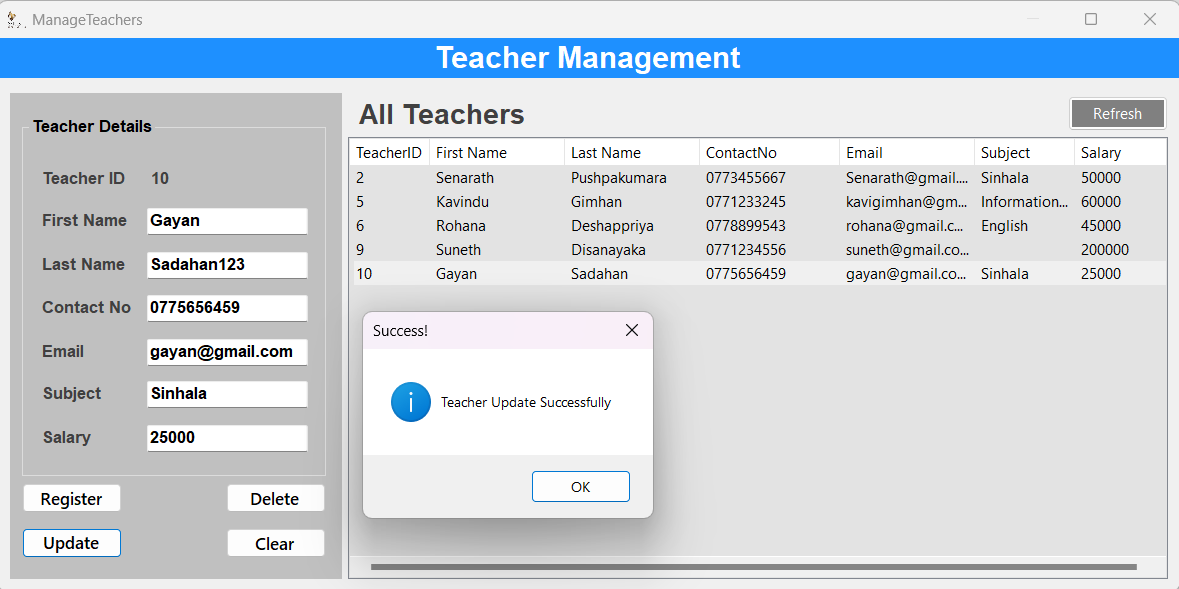 ManageTeachers
Teacher Management
Teacher Details
Teacher ID 10
First Name Gayan
Last Name Sadahan123
Contact No 0775656459
Email gayan@gmail.com
Subject Sinhala
Salary 25000
Register Delete
Update Clear
All Teachers Refresh
TeacherID First Name Last Name ContactNo Email Subject Salary
2 Senarath Pushpakumara 0773455667 Senarath@gmail.... Sinhala 50000
5 Kavindu Gimhan 0771233245 kavigimhan@gm... Information... 60000
6 Rohana Deshappriya 0778899543 rohana@gmail.c... English 45000
9 Suneth Disanayaka 0771234556 suneth@gmail.co... 200000
10 Gayan Sadahan 0775656459 gayan@gmail.co... Sinhala 25000
Success!
Teacher Update Successfully
OK